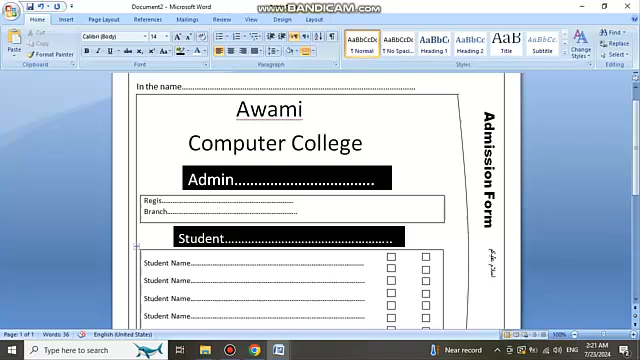 WWW.BANDICAM.COM
Document2 - Microsoft Word
Home
Insert
Page Layout
References
Mailings
Review
View
Design
Layout
Paste
Cut
Copy
Format Painter
Clipboard
Calibri (Body)
14
Font
Paragraph
AaBbCcDc
¶ Normal
AaBbCcDc
¶ No Spaci...
AaBbC
Heading 1
AaBbCc
Heading 2
AaB
Title
AaBbCc.
Subtitle
Change Styles
Styles
Find
Replace
Select
Editing
In the name..........................................................................................
Awami
Computer College
Admin……………………………..
Regis....................................................
Branch....................................................
Student……………………………………..
Student Name......................................................................
Student Name......................................................................
Student Name......................................................................
Student Name......................................................................
Admission Form
Page: 1 of 1
Words: 36
English (United States)
100%
Type here to search
Near record
ENG
2:21 AM
7/23/2024